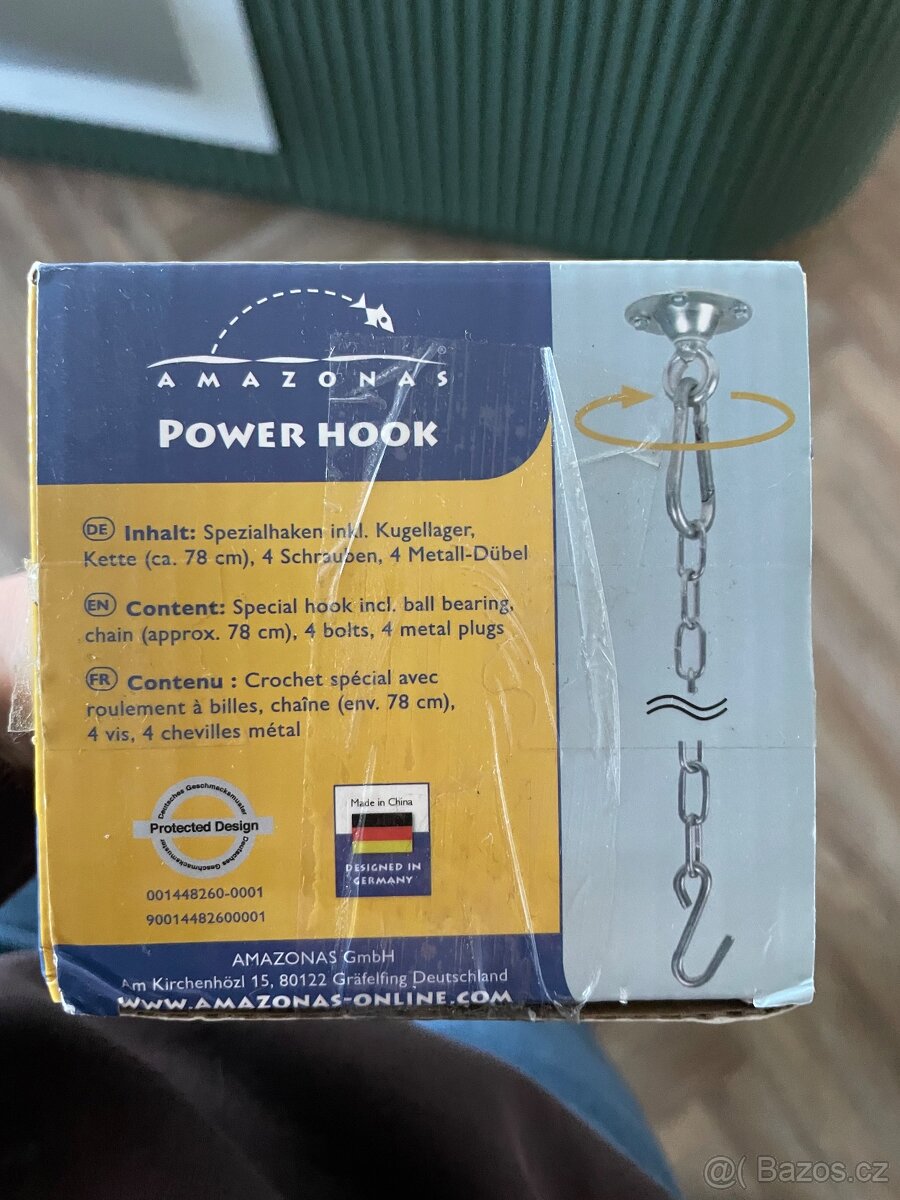 AMAZONAS®
POWER HOOK
DE Inhalt: Spezialhaken inkl. Kugellager,
Kette (ca. 78 cm), 4 Schrauben, 4 Metall-Dübel
EN Content: Special hook incl. ball bearing,
chain (approx. 78 cm), 4 bolts, 4 metal plugs
FR Contenu : Crochet spécial avec
roulement à billes, chaîne (env. 78 cm),
4 vis, 4 chevilles métal
Deutsches Geschmacksmuster
Protected Design
Deutsches Geschmacksmuster
001448260-0001
90014482600001
Made in China
DESIGNED IN
GERMANY
AMAZONAS GmbH
Am Kirchenhözl 15, 80122 Gräfelfing Deutschland
WWW.AMAZONAS-ONLINE.COM
@( Bazos.cz